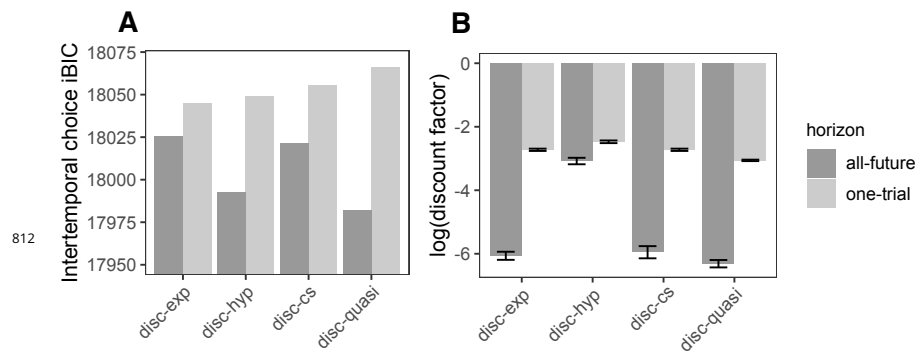 A
Intertemporal choice iBIC
18075
18050
18025
18000
17975
17950
disc-exp
disc-hyp
disc-cs
disc-quasi
B
log(discount factor)
0
-2
-4
-6
disc-exp
disc-hyp
disc-cs
disc-quasi
horizon
all-future
one-trial
812